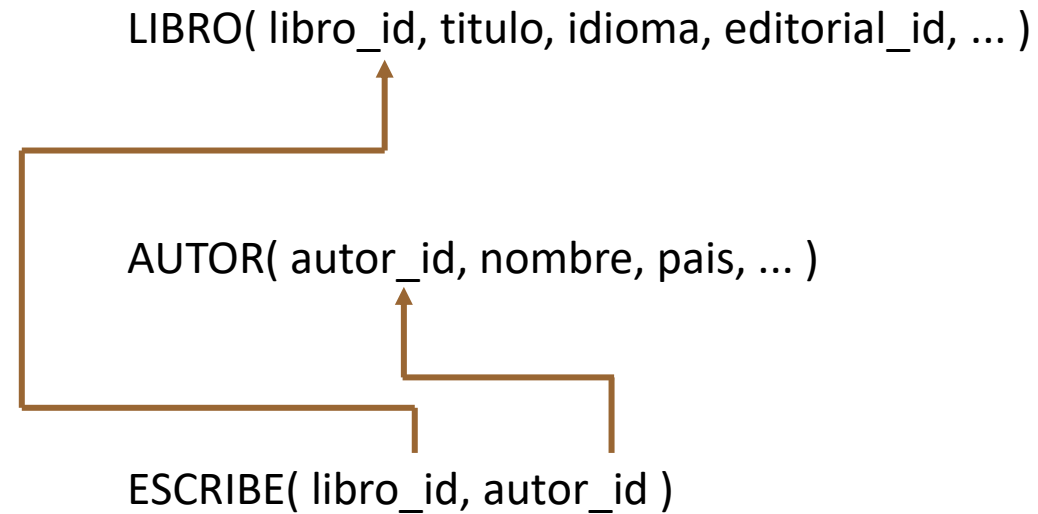 LIBRO( libro_id, titulo, idioma, editorial_id, ... )
AUTOR( autor_id, nombre, pais, ... )
ESCRIBE( libro_id, autor_id )